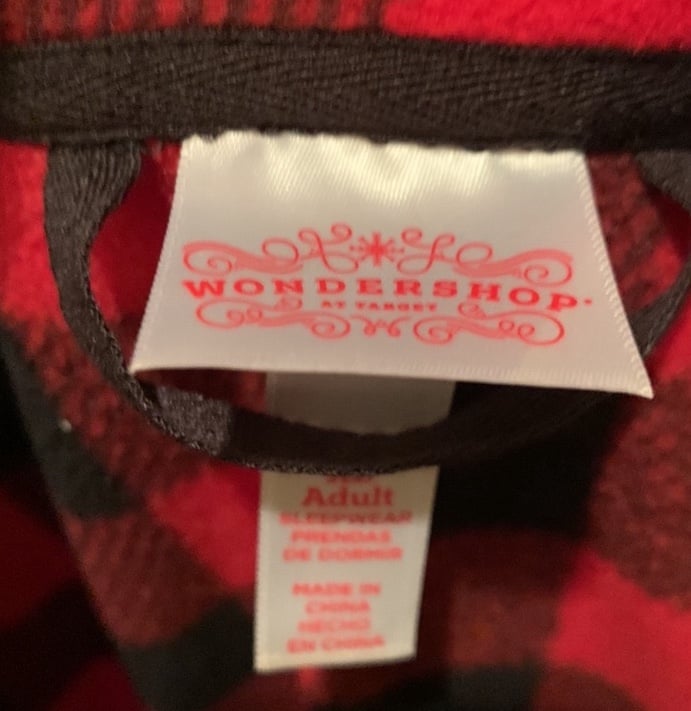 WONDERSHOP
AT TARGET
Adult
SLEEPWEAR
PRENDAS
DE DORMIR
MADE IN
CHINA
HECHO
EN CHINA